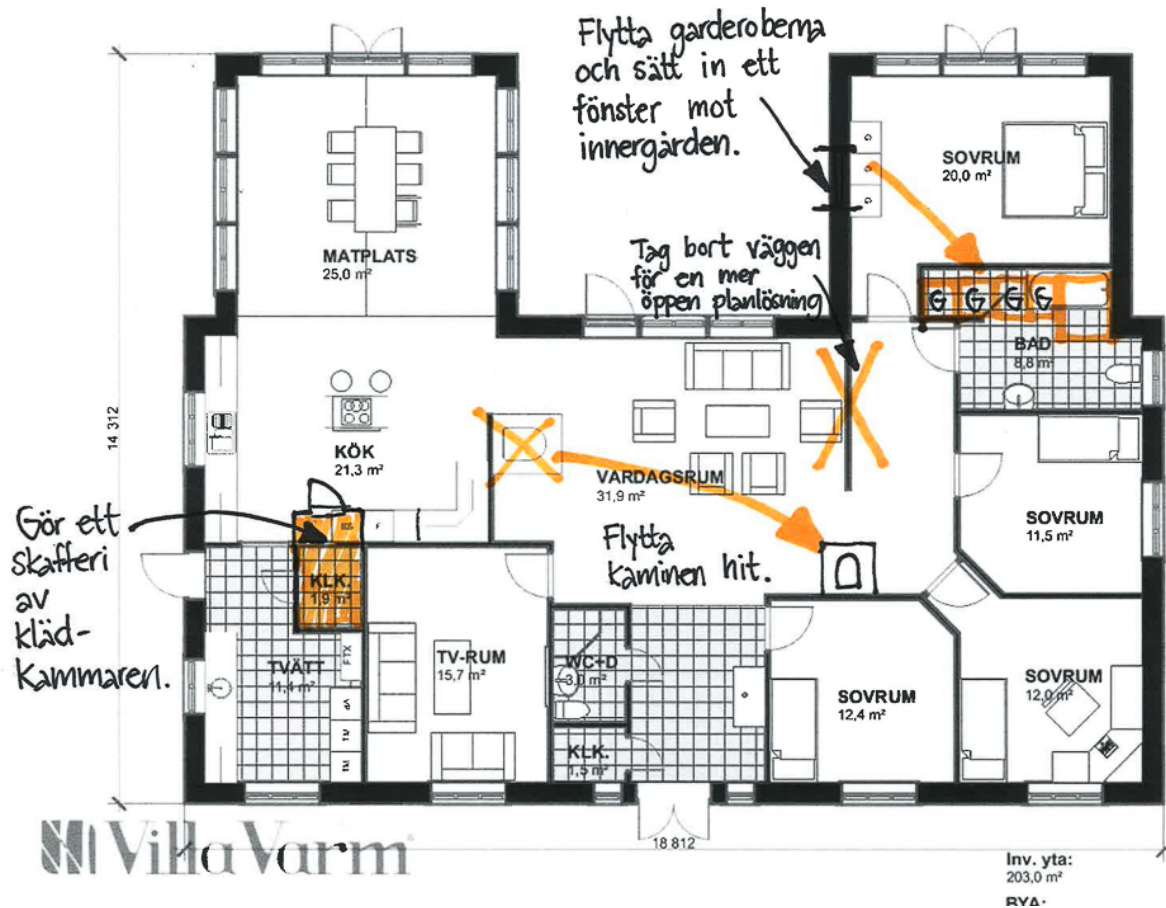 Flytta garderoberna
och sätt in ett
fönster mot
innergården.
G
G
G
SOVRUM
20,0 m²
MATPLATS
25,0 m²
Tag bort väggen
för en mer
öppen planlösning
G G G G
BAD
8,8 m²
14 312
KÖK
21,3 m²
VARDAGSRUM
31,9 m²
SOVRUM
11,5 m²
Gör ett
skafferi
av
kläd-
kammaren.
F
Flytta
kaminen hit.
KLK.
1,9 m²
TVÄTT
11,4 m²
FTX
VP
TM
TV-RUM
15,7 m²
WC+D
3,0 m²
KLK.
1,5 m²
SOVRUM
12,4 m²
SOVRUM
12,0 m²
VillaVarm
18 812
Inv. yta:
203,0 m²
BYA: